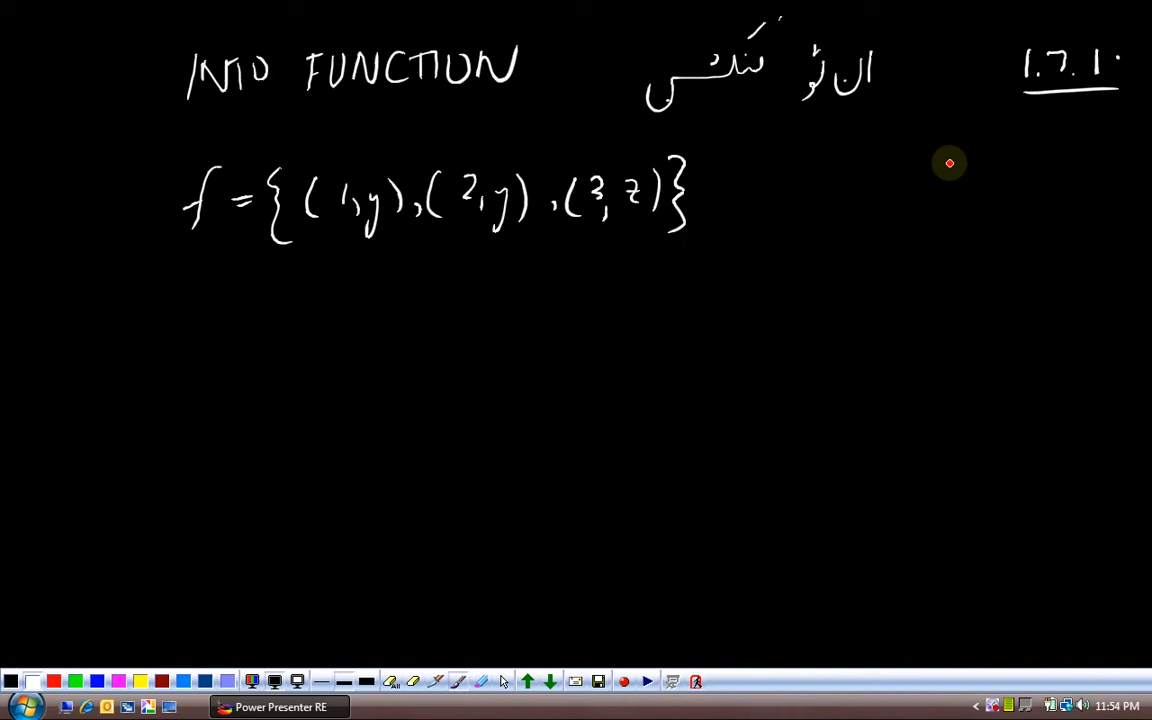 INTO FUNCTION ان ٹو فنکشن 1.7.1.
f = { ( 1, y ) , ( 2, y ) , ( 3, z ) }
Power Presenter RE
11:54 PM